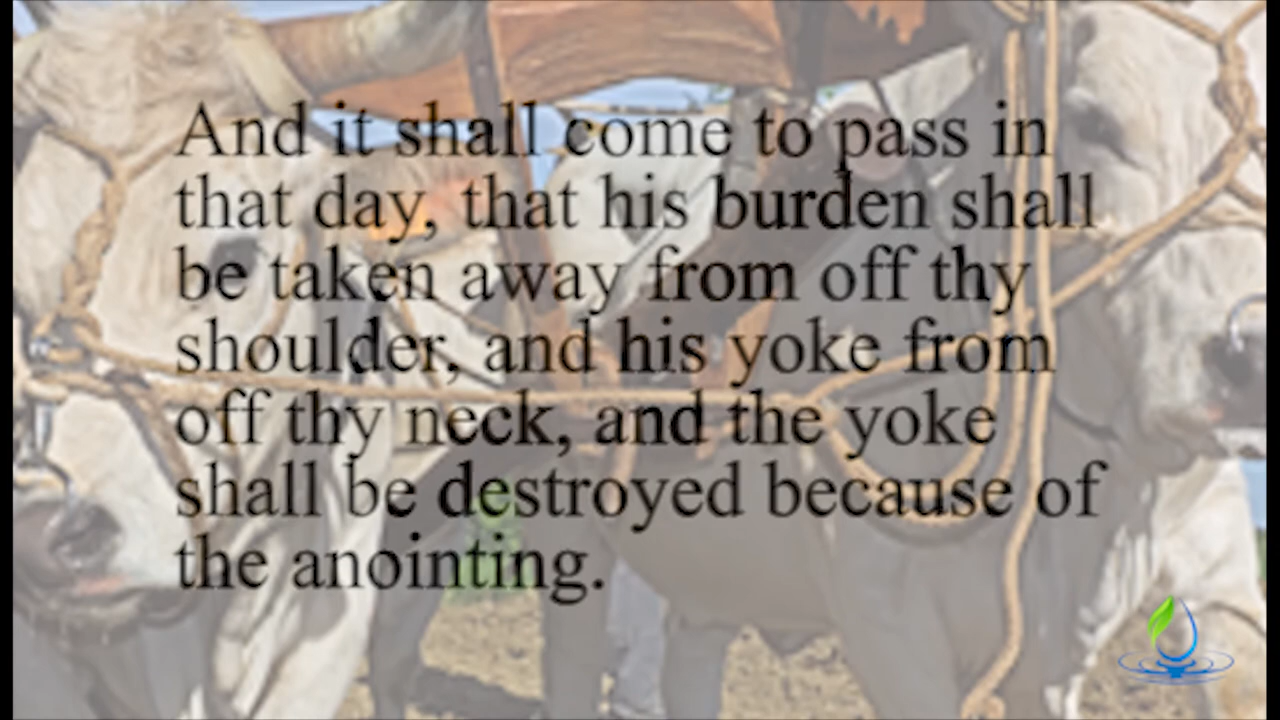 And it shall come to pass in
that day, that his burden shall
be taken away from off thy
shoulder, and his yoke from
off thy neck, and the yoke
shall be destroyed because of
the anointing.